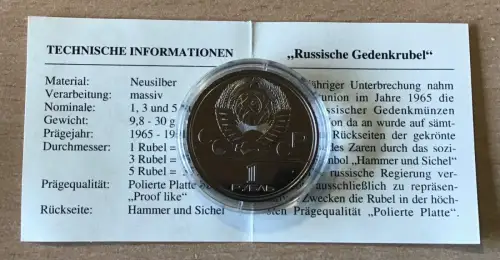 TECHNISCHE INFORMATIONEN
Material: Neusilber
Verarbeitung: massiv
Nominale: 1, 3 und 5
Gewicht: 9,8 - 30 g
Prägejahr: 1965 - 19
Durchmesser: 1 Rubel =
3 Rubel =
5 Rubel =
Prägequalität: Polierte Platte
„Proof like“
Rückseite: Hammer und Sichel
СССР
1
РУБЛЬ
„Russische Gedenkrubel“
jähriger Unterbrechung nahm
union im Jahre 1965 die
ssischer Gedenkmünzen
on da an wurde auf sämt-
Rückseiten der gekrönte
des Zaren durch das sozi-
nbol „Hammer und Sichel“
russische Regierung ver-
ausschließlich zu repräsen-
Zwecken die Rubel in der höch-
sten Prägequalität „Polierte Platte“.